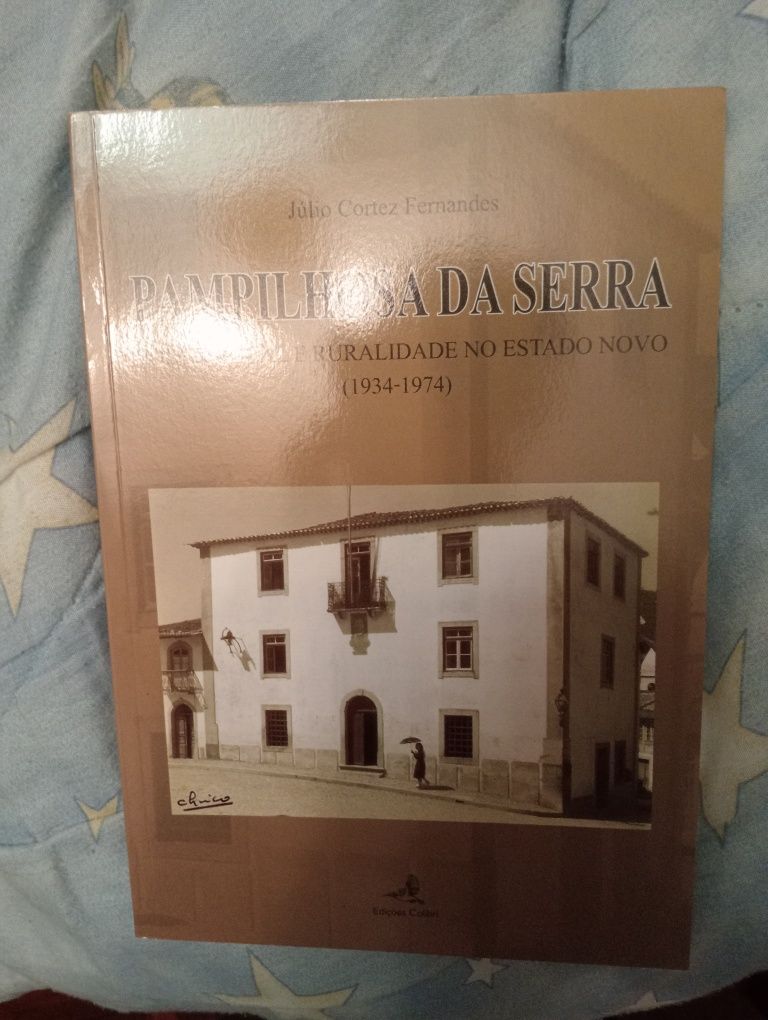 Júlio Cortez Fernandes
PAMPILHOSA DA SERRA
E RURALIDADE NO ESTADO NOVO
(1934-1974)
Edições Colibri